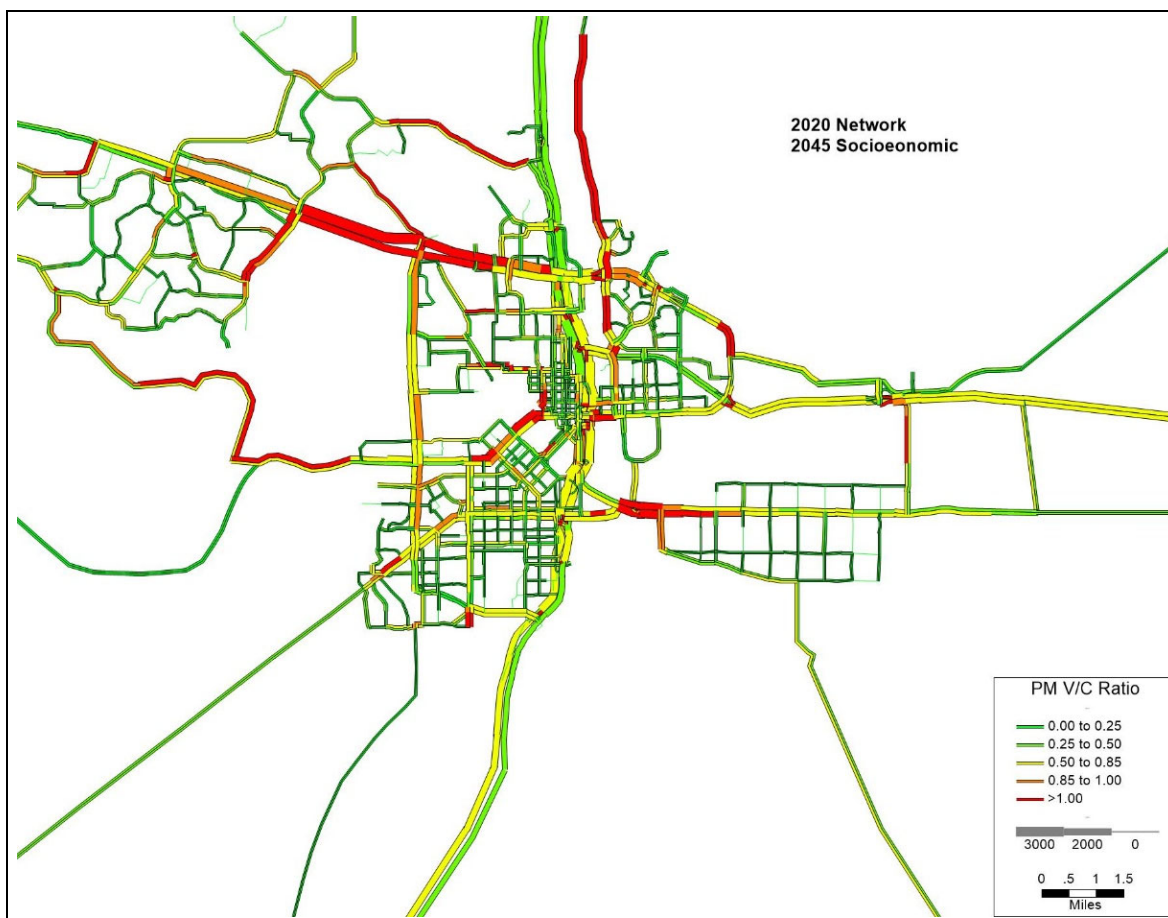 2020 Network
2045 Socioeonomic
PM V/C Ratio
0.00 to 0.25
0.25 to 0.50
0.50 to 0.85
0.85 to 1.00
>1.00
3000 2000 0
0 .5 1 1.5
Miles